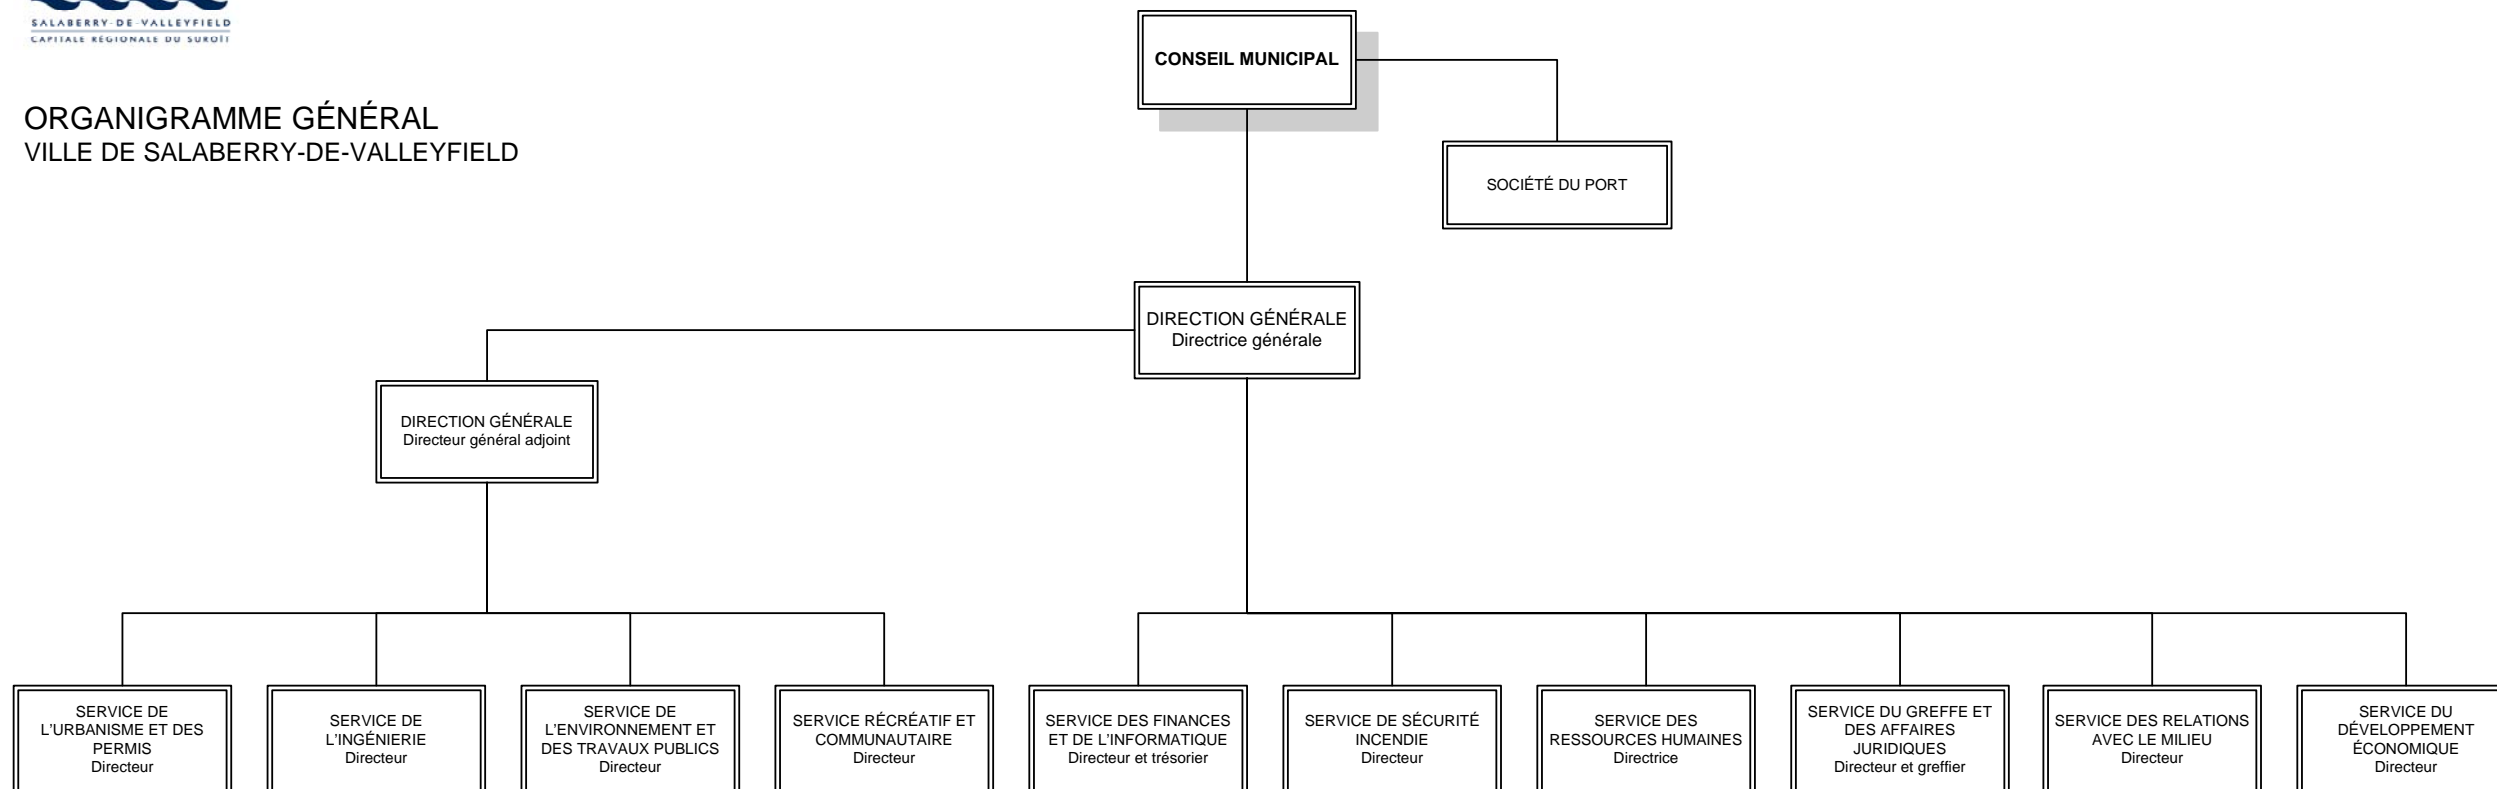 SALABERRY-DE-VALLEYFIELD
CAPITALE RÉGIONALE DU SUROÎT
ORGANIGRAMME GÉNÉRAL
VILLE DE SALABERRY-DE-VALLEYFIELD
CONSEIL MUNICIPAL
SOCIÉTÉ DU PORT
DIRECTION GÉNÉRALE
Directrice générale
DIRECTION GÉNÉRALE
Directeur général adjoint
SERVICE DE
L'URBANISME ET DES
PERMIS
Directeur
SERVICE DE
L'INGÉNIERIE
Directeur
SERVICE DE
L'ENVIRONNEMENT ET
DES TRAVAUX PUBLICS
Directeur
SERVICE RÉCRÉATIF ET
COMMUNAUTAIRE
Directeur
SERVICE DES FINANCES
ET DE L'INFORMATIQUE
Directeur et trésorier
SERVICE DE SÉCURITÉ
INCENDIE
Directeur
SERVICE DES
RESSOURCES HUMAINES
Directrice
SERVICE DU GREFFE ET
DES AFFAIRES
JURIDIQUES
Directeur et greffier
SERVICE DES RELATIONS
AVEC LE MILIEU
Directeur
SERVICE DU
DÉVELOPPEMENT
ÉCONOMIQUE
Directeur